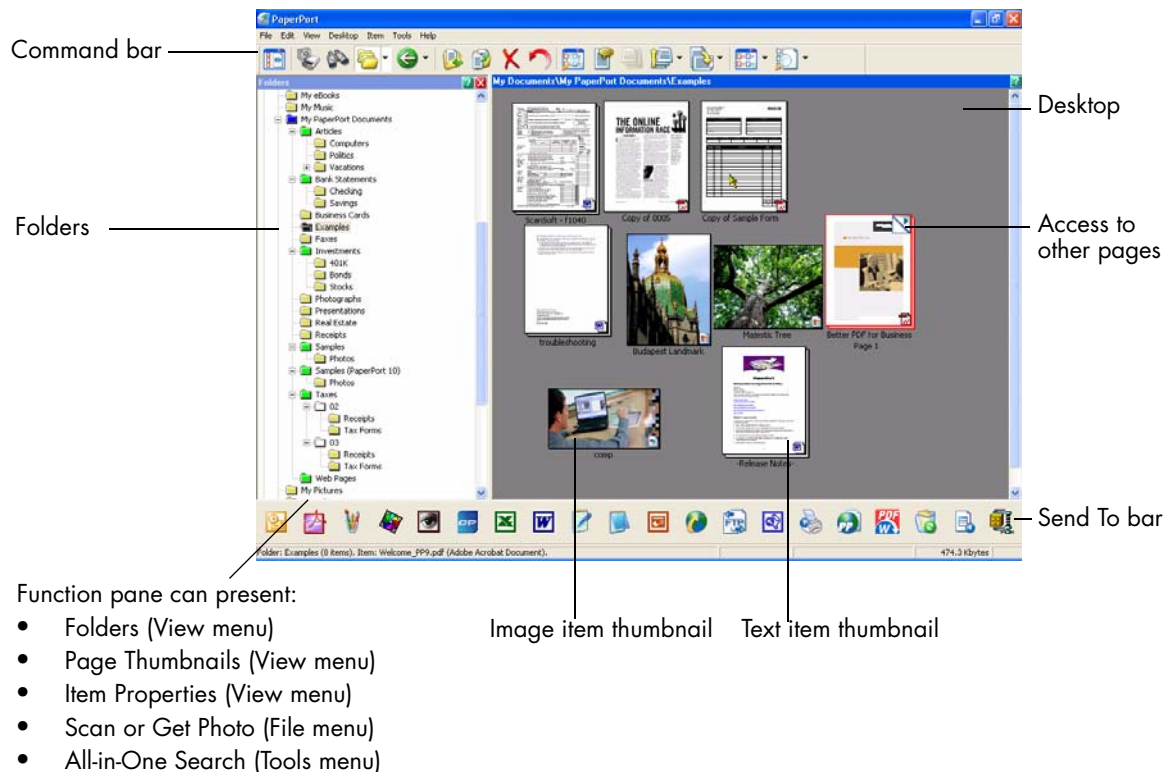 PaperPort
File Edit View Desktop Item Tools Help
Command bar
Folders
My Documents\My PaperPort Documents\Examples
My eBooks
My Music
My PaperPort Documents
Articles
Computers
Politics
Vacations
Bank Statements
Checking
Savings
Business Cards
Examples
Faxes
Investments
401K
Bonds
Stocks
Photographs
Presentations
Real Estate
Receipts
Samples
Photos
Samples (PaperPort 10)
Photos
Taxes
02
Receipts
Tax Forms
03
Receipts
Tax Forms
Web Pages
My Pictures
Folders
THE ONLINE
INFORMATION RACE
ScanSoft - f1040
Copy of 0005
Copy of Sample Form
troubleshooting
Budapest Landmark
Majestic Tree
Better PDF for Business
Page 1
comp
PaperPort
-Release Notes-
Desktop
Access to
other pages
Send To bar
OP
FTP
PDF
W
Folder: Examples (0 items). Item: Welcome_PP9.pdf (Adobe Acrobat Document).
474.3 Kbytes
Function pane can present:
• Folders (View menu)
• Page Thumbnails (View menu)
• Item Properties (View menu)
• Scan or Get Photo (File menu)
• All-in-One Search (Tools menu)
Image item thumbnail
Text item thumbnail